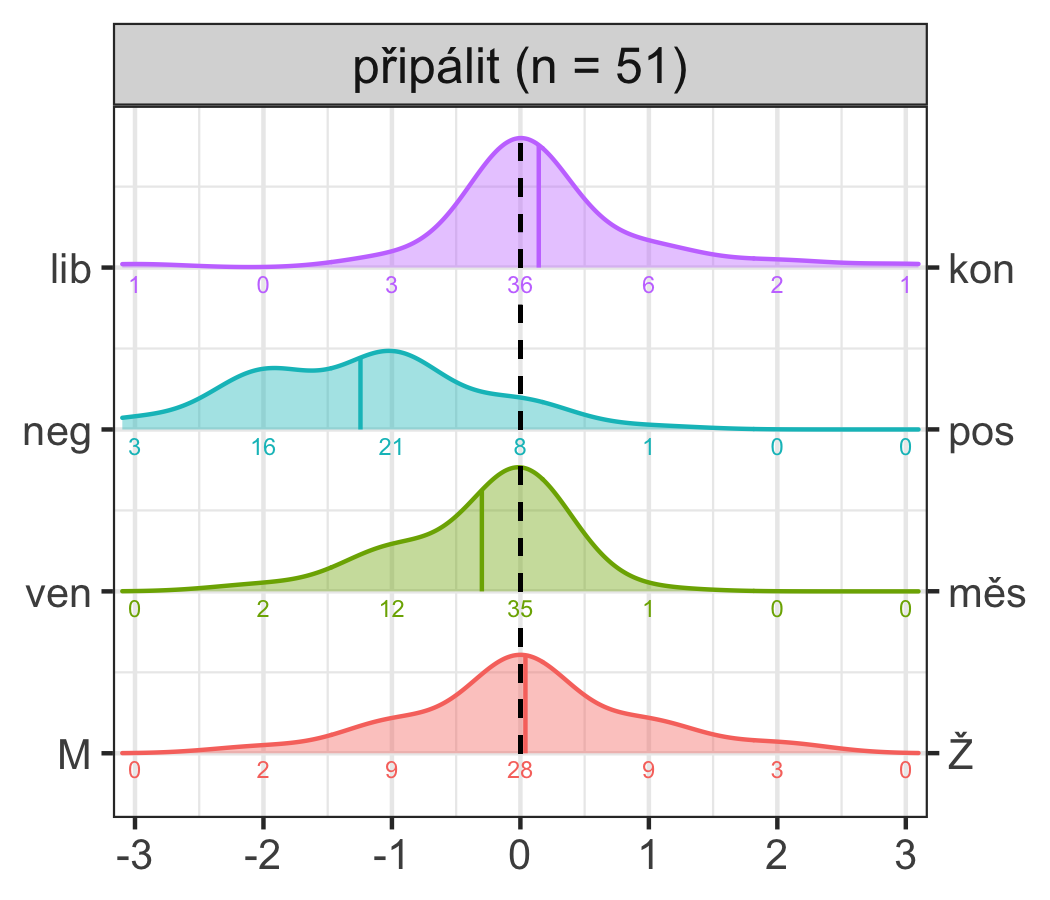 připálit (n = 51)
lib kon
1 0 3 36 6 2 1
neg pos
3 16 21 8 1 0 0
ven měs
0 2 12 35 1 0 0
M Ž
0 2 9 28 9 3 0
-3 -2 -1 0 1 2 3